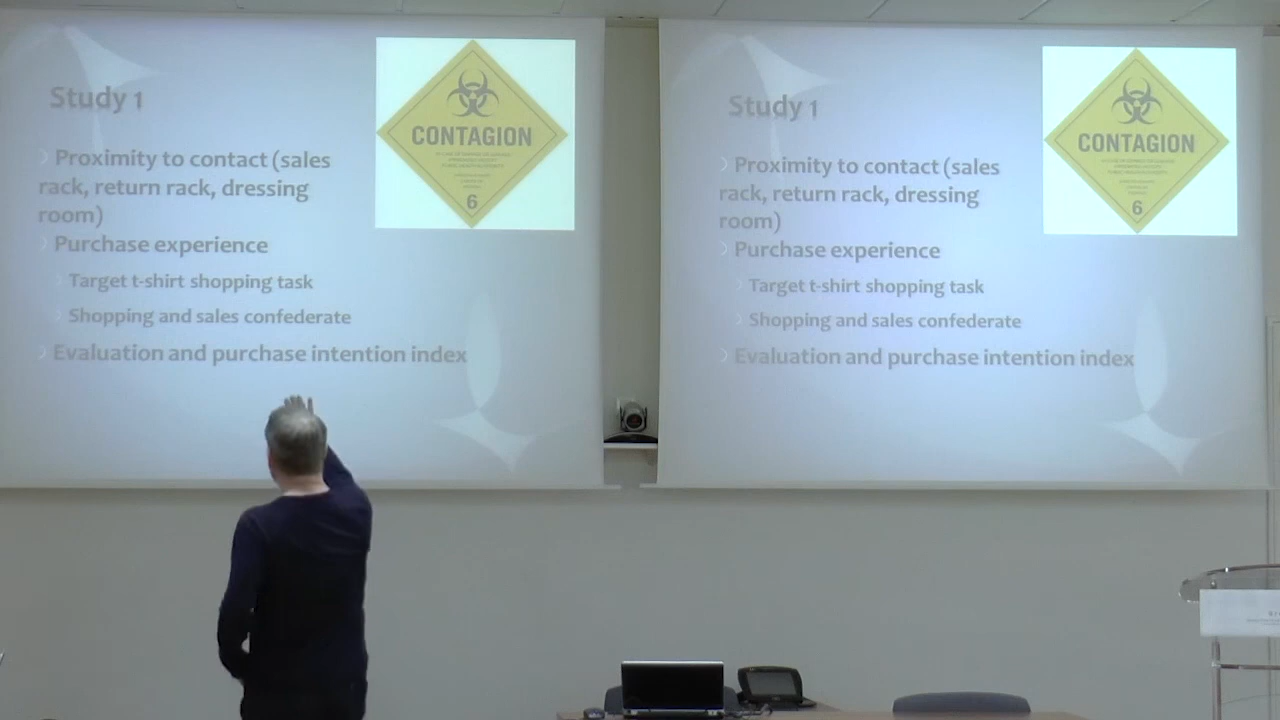 Study 1
Proximity to contact (sales
rack, return rack, dressing
room)
Purchase experience
Target t-shirt shopping task
Shopping and sales confederate
Evaluation and purchase intention index
CONTAGION
6
Study 1
Proximity to contact (sales
rack, return rack, dressing
room)
Purchase experience
Target t-shirt shopping task
Shopping and sales confederate
Evaluation and purchase intention index
CONTAGION
6